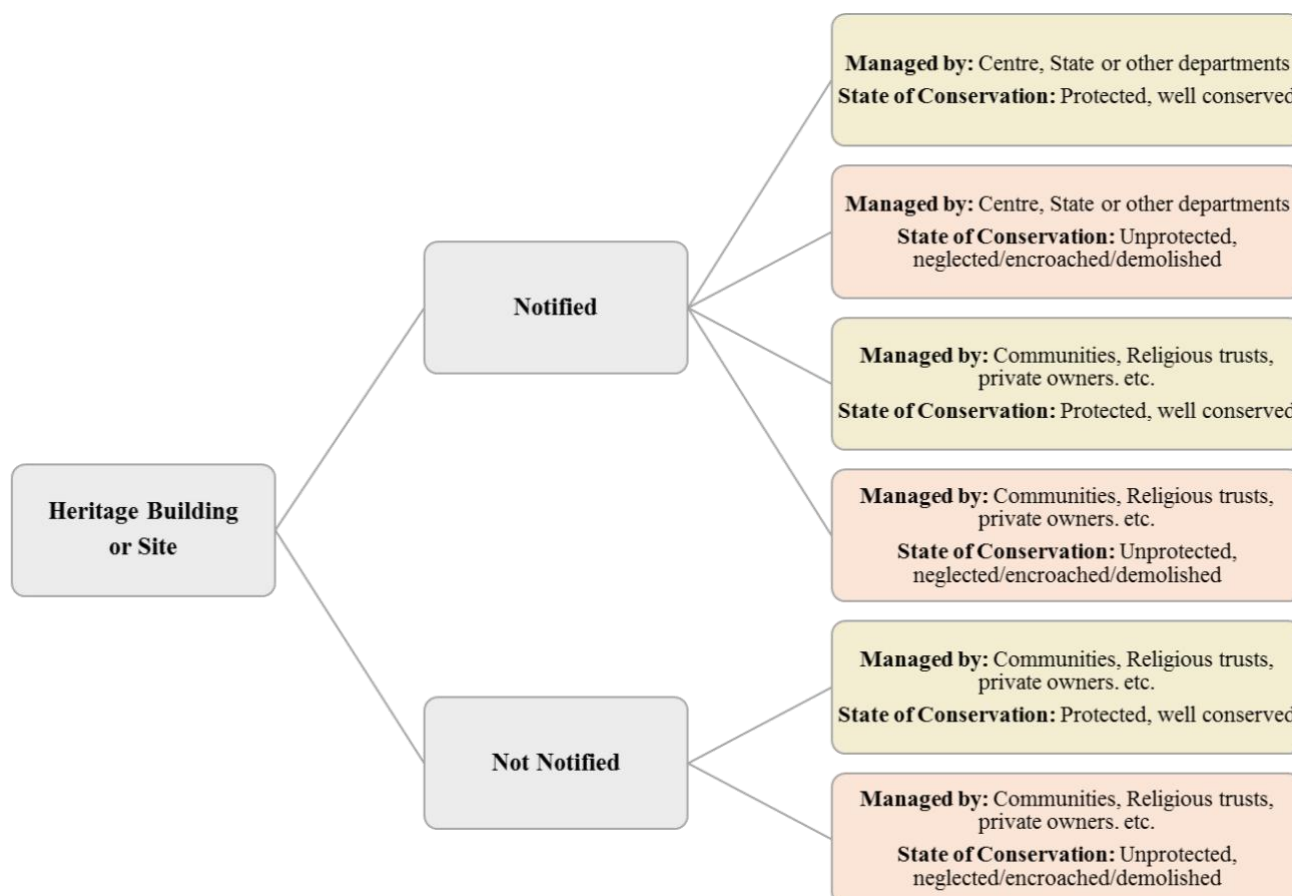 Managed by: Centre, State or other departments
State of Conservation: Protected, well conserved
Managed by: Centre, State or other departments
State of Conservation: Unprotected,
neglected/encroached/demolished
Notified
Managed by: Communities, Religious trusts,
private owners. etc.
State of Conservation: Protected, well conserved
Managed by: Communities, Religious trusts,
private owners. etc.
State of Conservation: Unprotected,
neglected/encroached/demolished
Heritage Building
or Site
Managed by: Communities, Religious trusts,
private owners. etc.
State of Conservation: Protected, well conserved
Not Notified
Managed by: Communities, Religious trusts,
private owners. etc.
State of Conservation: Unprotected,
neglected/encroached/demolished